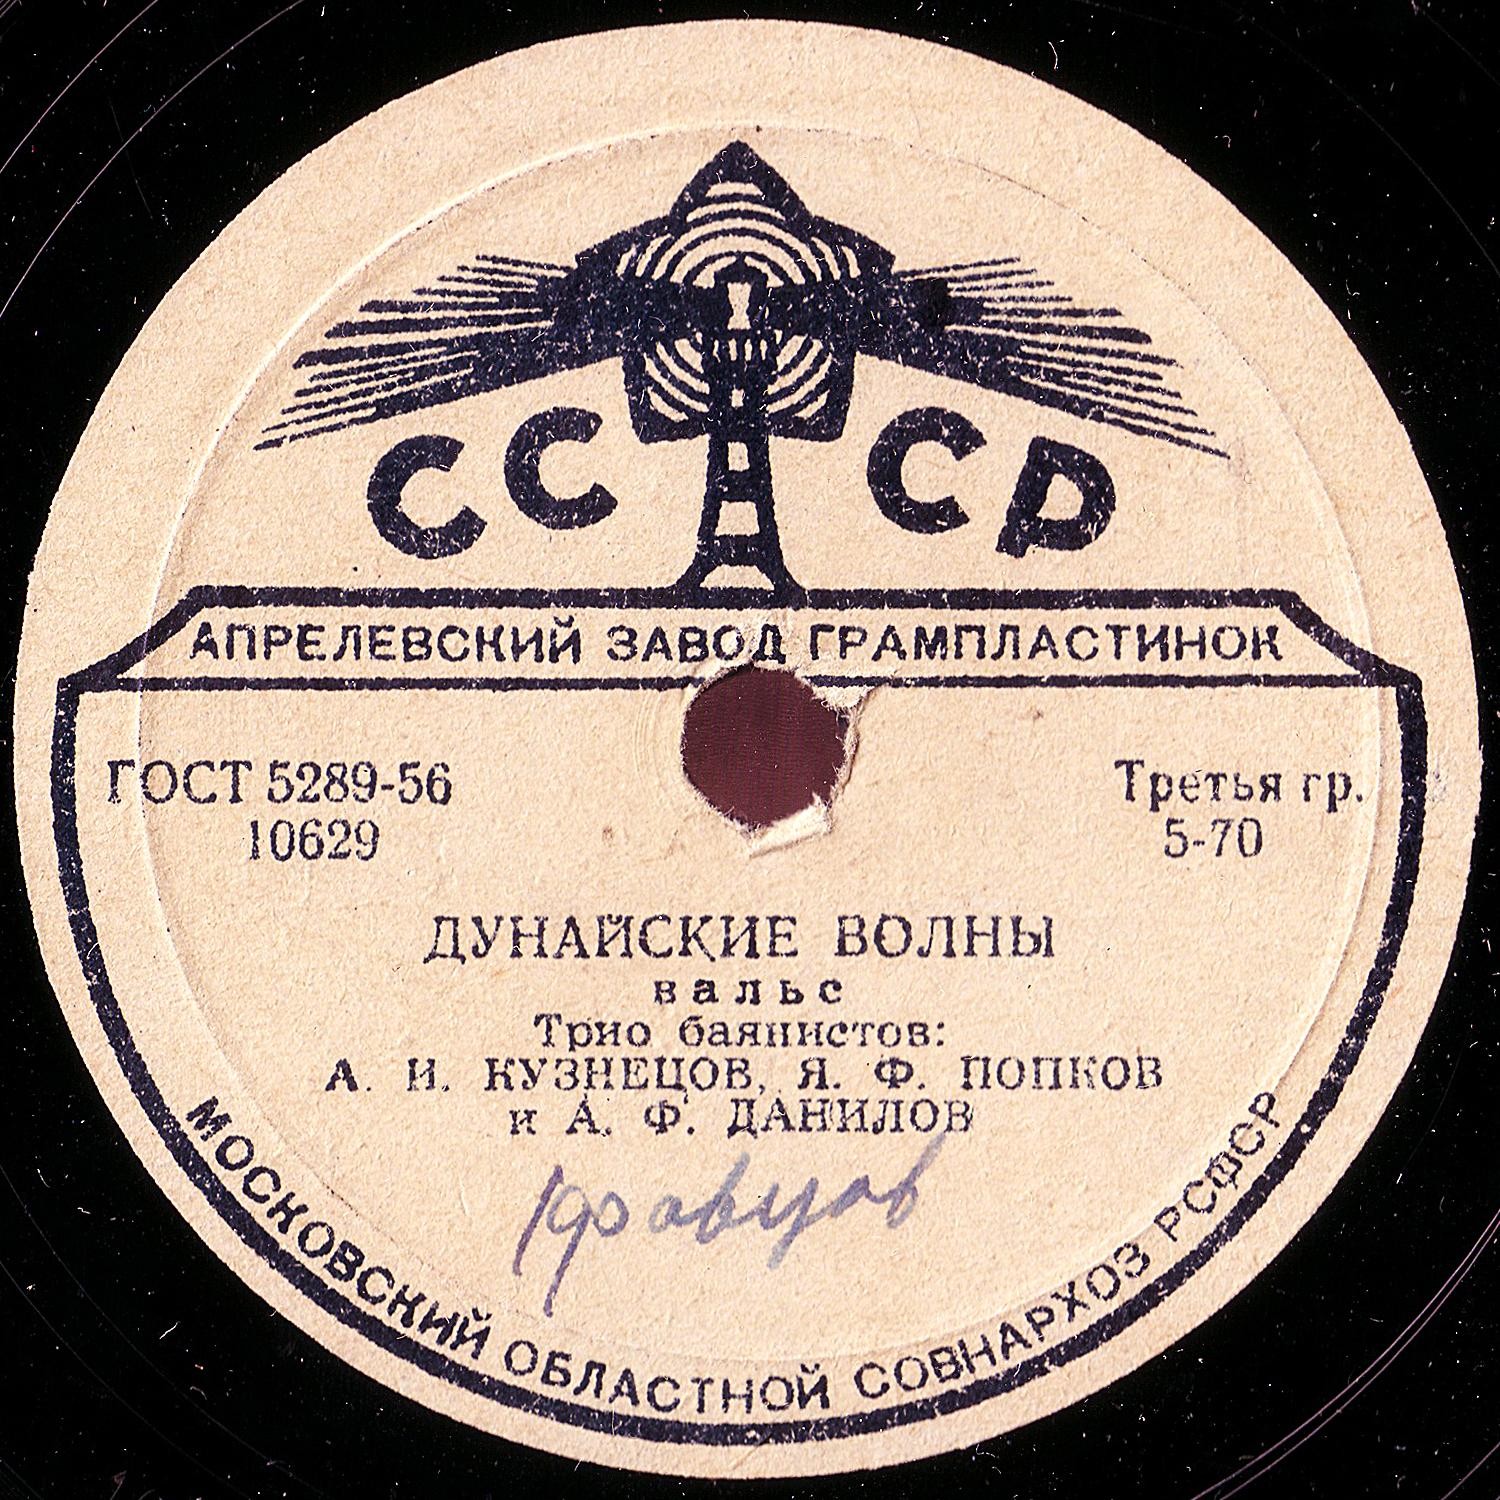 СССР
АПРЕЛЕВСКИЙ ЗАВОД ГРАМПЛАСТИНОК
ГОСТ 5289-56
10629
Третья гр.
5-70
ДУНАЙСКИЕ ВОЛНЫ
вальс
Трио баянистов:
А. И. КУЗНЕЦОВ, Я. Ф. ПОПКОВ
и А. Ф. ДАНИЛОВ
Кравцов
МОСКОВСКИЙ ОБЛАСТНОЙ СОВНАРХОЗ РСФСР